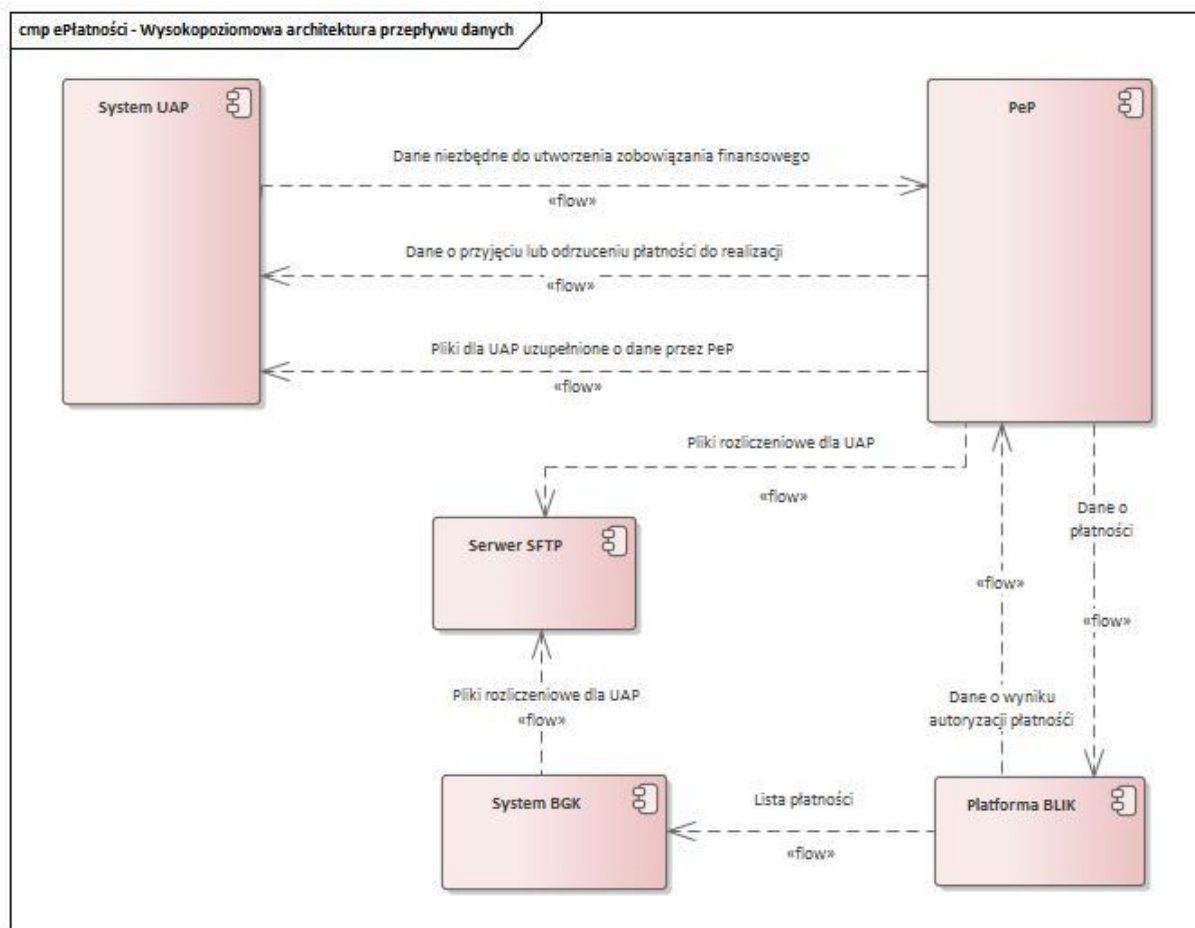 cmp ePłatności - Wysokopoziomowa architektura przepływu danych
System UAP
PeP
Dane niezbędne do utworzenia zobowiązania finansowego
«flow»
Dane o przyjęciu lub odrzuceniu płatności do realizacji
«flow»
Pliki dla UAP uzupełnione o dane przez PeP
«flow»
Pliki rozliczeniowe dla UAP
«flow»
Dane o
płatności
Serwer SFTP
«flow»
«flow»
Pliki rozliczeniowe dla UAP
«flow»
Dane o wyniku
autoryzacji płatnośći
System BGK
Lista płatności
«flow»
Platforma BLIK